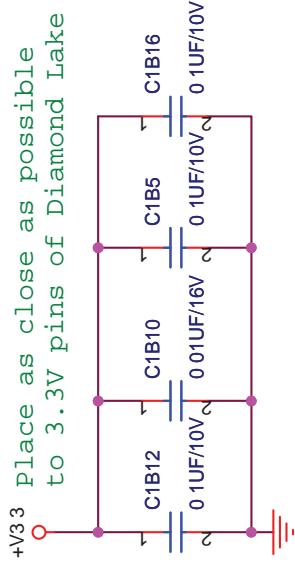 Place as close as possible
to 3.3V pins of Diamond Lake
+V3 3
C1B12
1
2
0 1UF/10V
C1B10
1
2
0 01UF/16V
C1B5
1
2
0 1UF/10V
C1B16
1
2
0 1UF/10V